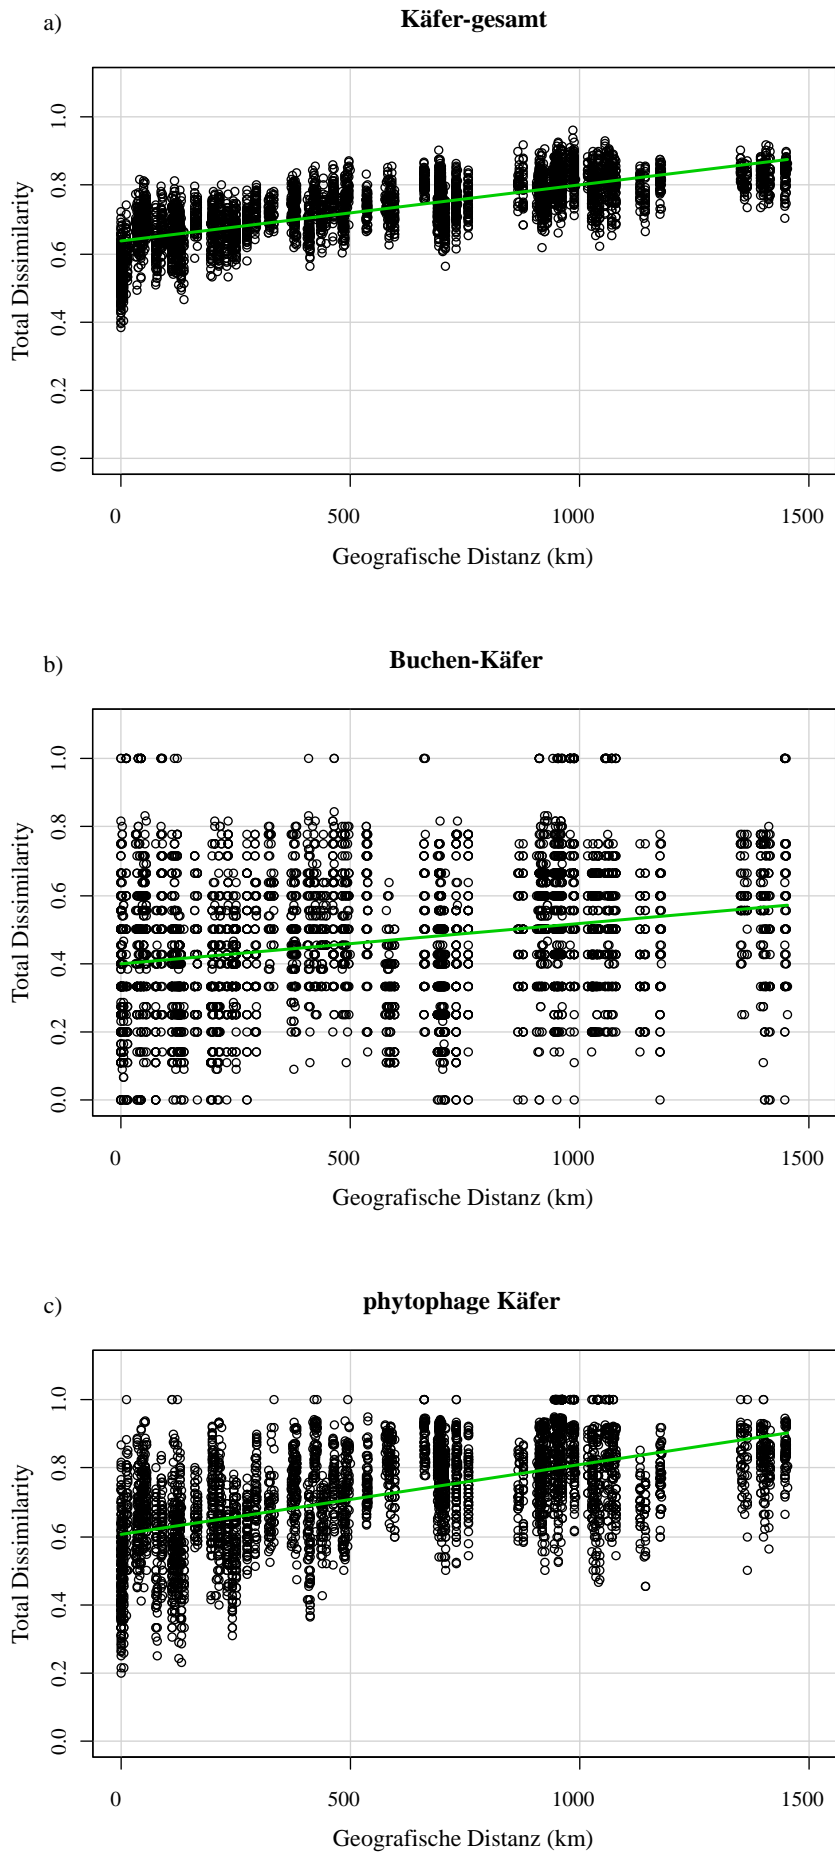 a)
Käfer-gesamt
Total Dissimilarity
1.0
0.8
0.6
0.4
0.2
0.0
0 500 1000 1500
Geografische Distanz (km)
b)
Buchen-Käfer
Total Dissimilarity
1.0
0.8
0.6
0.4
0.2
0.0
0 500 1000 1500
Geografische Distanz (km)
c)
phytophage Käfer
Total Dissimilarity
1.0
0.8
0.6
0.4
0.2
0.0
0 500 1000 1500
Geografische Distanz (km)